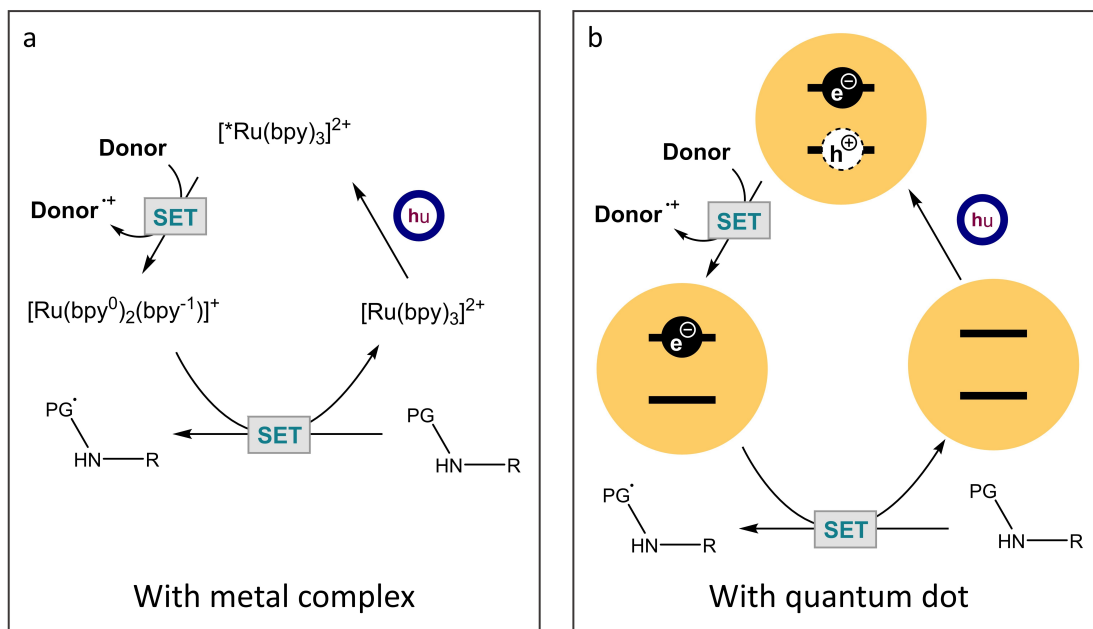 a
[*Ru(bpy)₃]²⁺
Donor
Donor·⁺
SET
hυ
[Ru(bpy⁰)₂(bpy⁻¹)]⁺
[Ru(bpy)₃]²⁺
PG·
HN R
SET
PG
HN R
With metal complex
b
e⊖
h⊕
Donor
Donor·⁺
SET
hυ
e⊖
PG·
HN R
SET
PG
HN R
With quantum dot